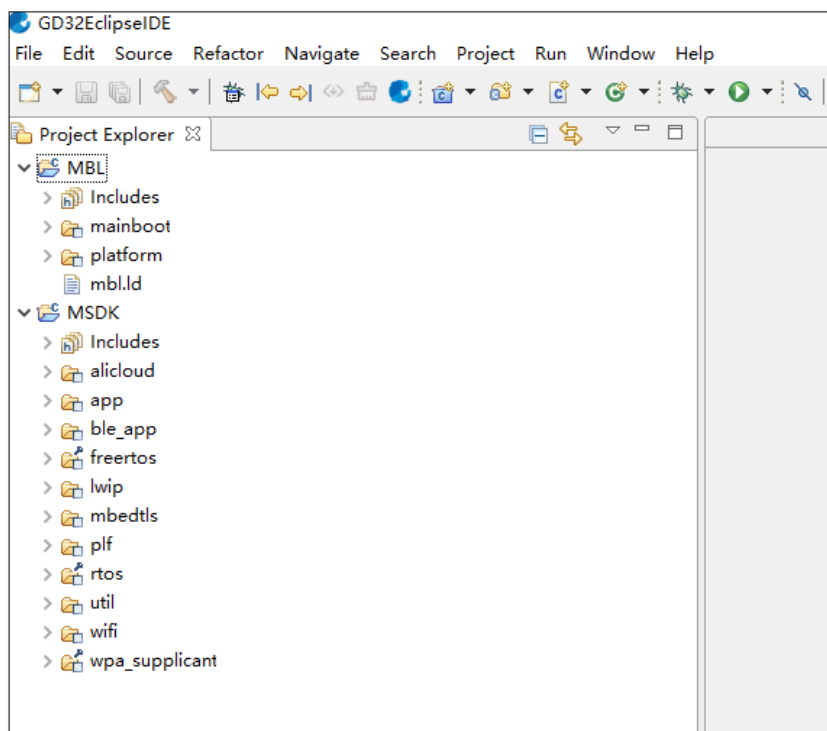 GD32EclipseIDE
File Edit Source Refactor Navigate Search Project Run Window Help
Project Explorer
MBL
Includes
mainboot
platform
mbl.ld
MSDK
Includes
alicloud
app
ble_app
freertos
lwip
mbedtls
plf
rtos
util
wifi
wpa_supplicant